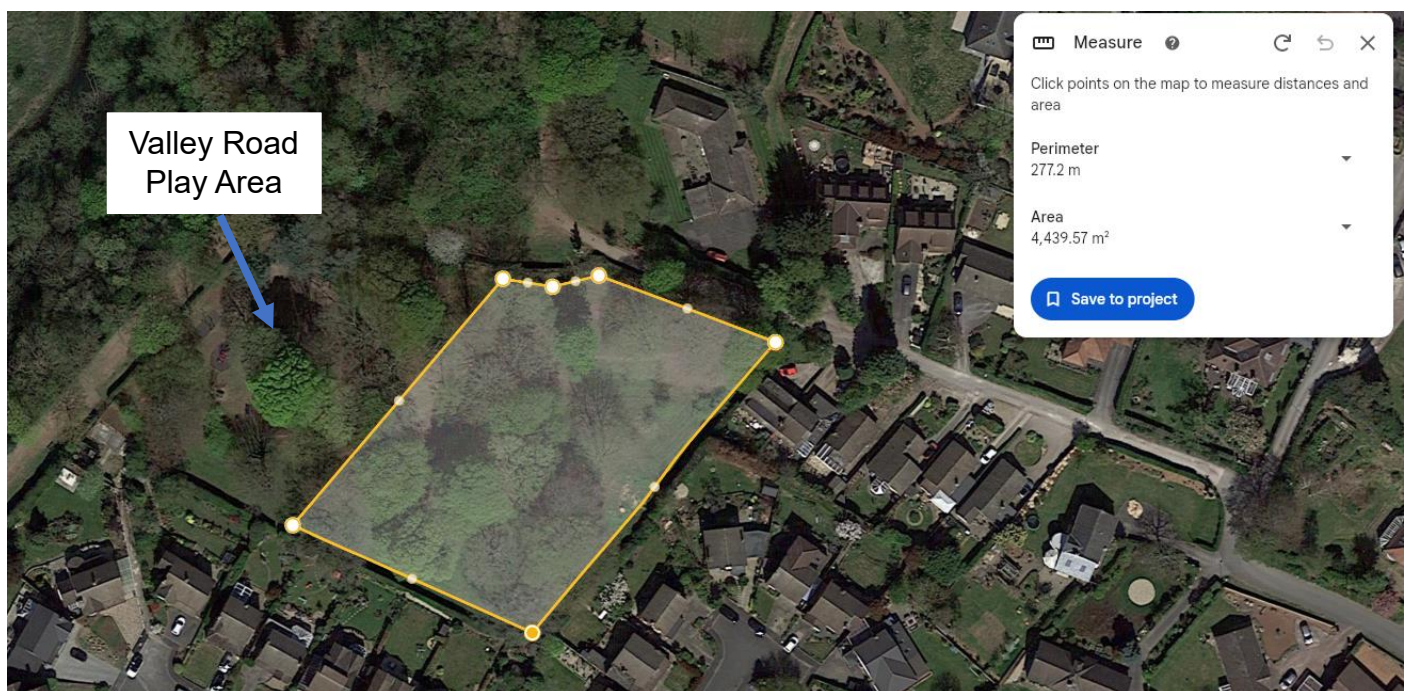 Valley Road
Play Area
Measure
Click points on the map to measure distances and
area
Perimeter
277.2 m
Area
4,439.57 m²
Save to project